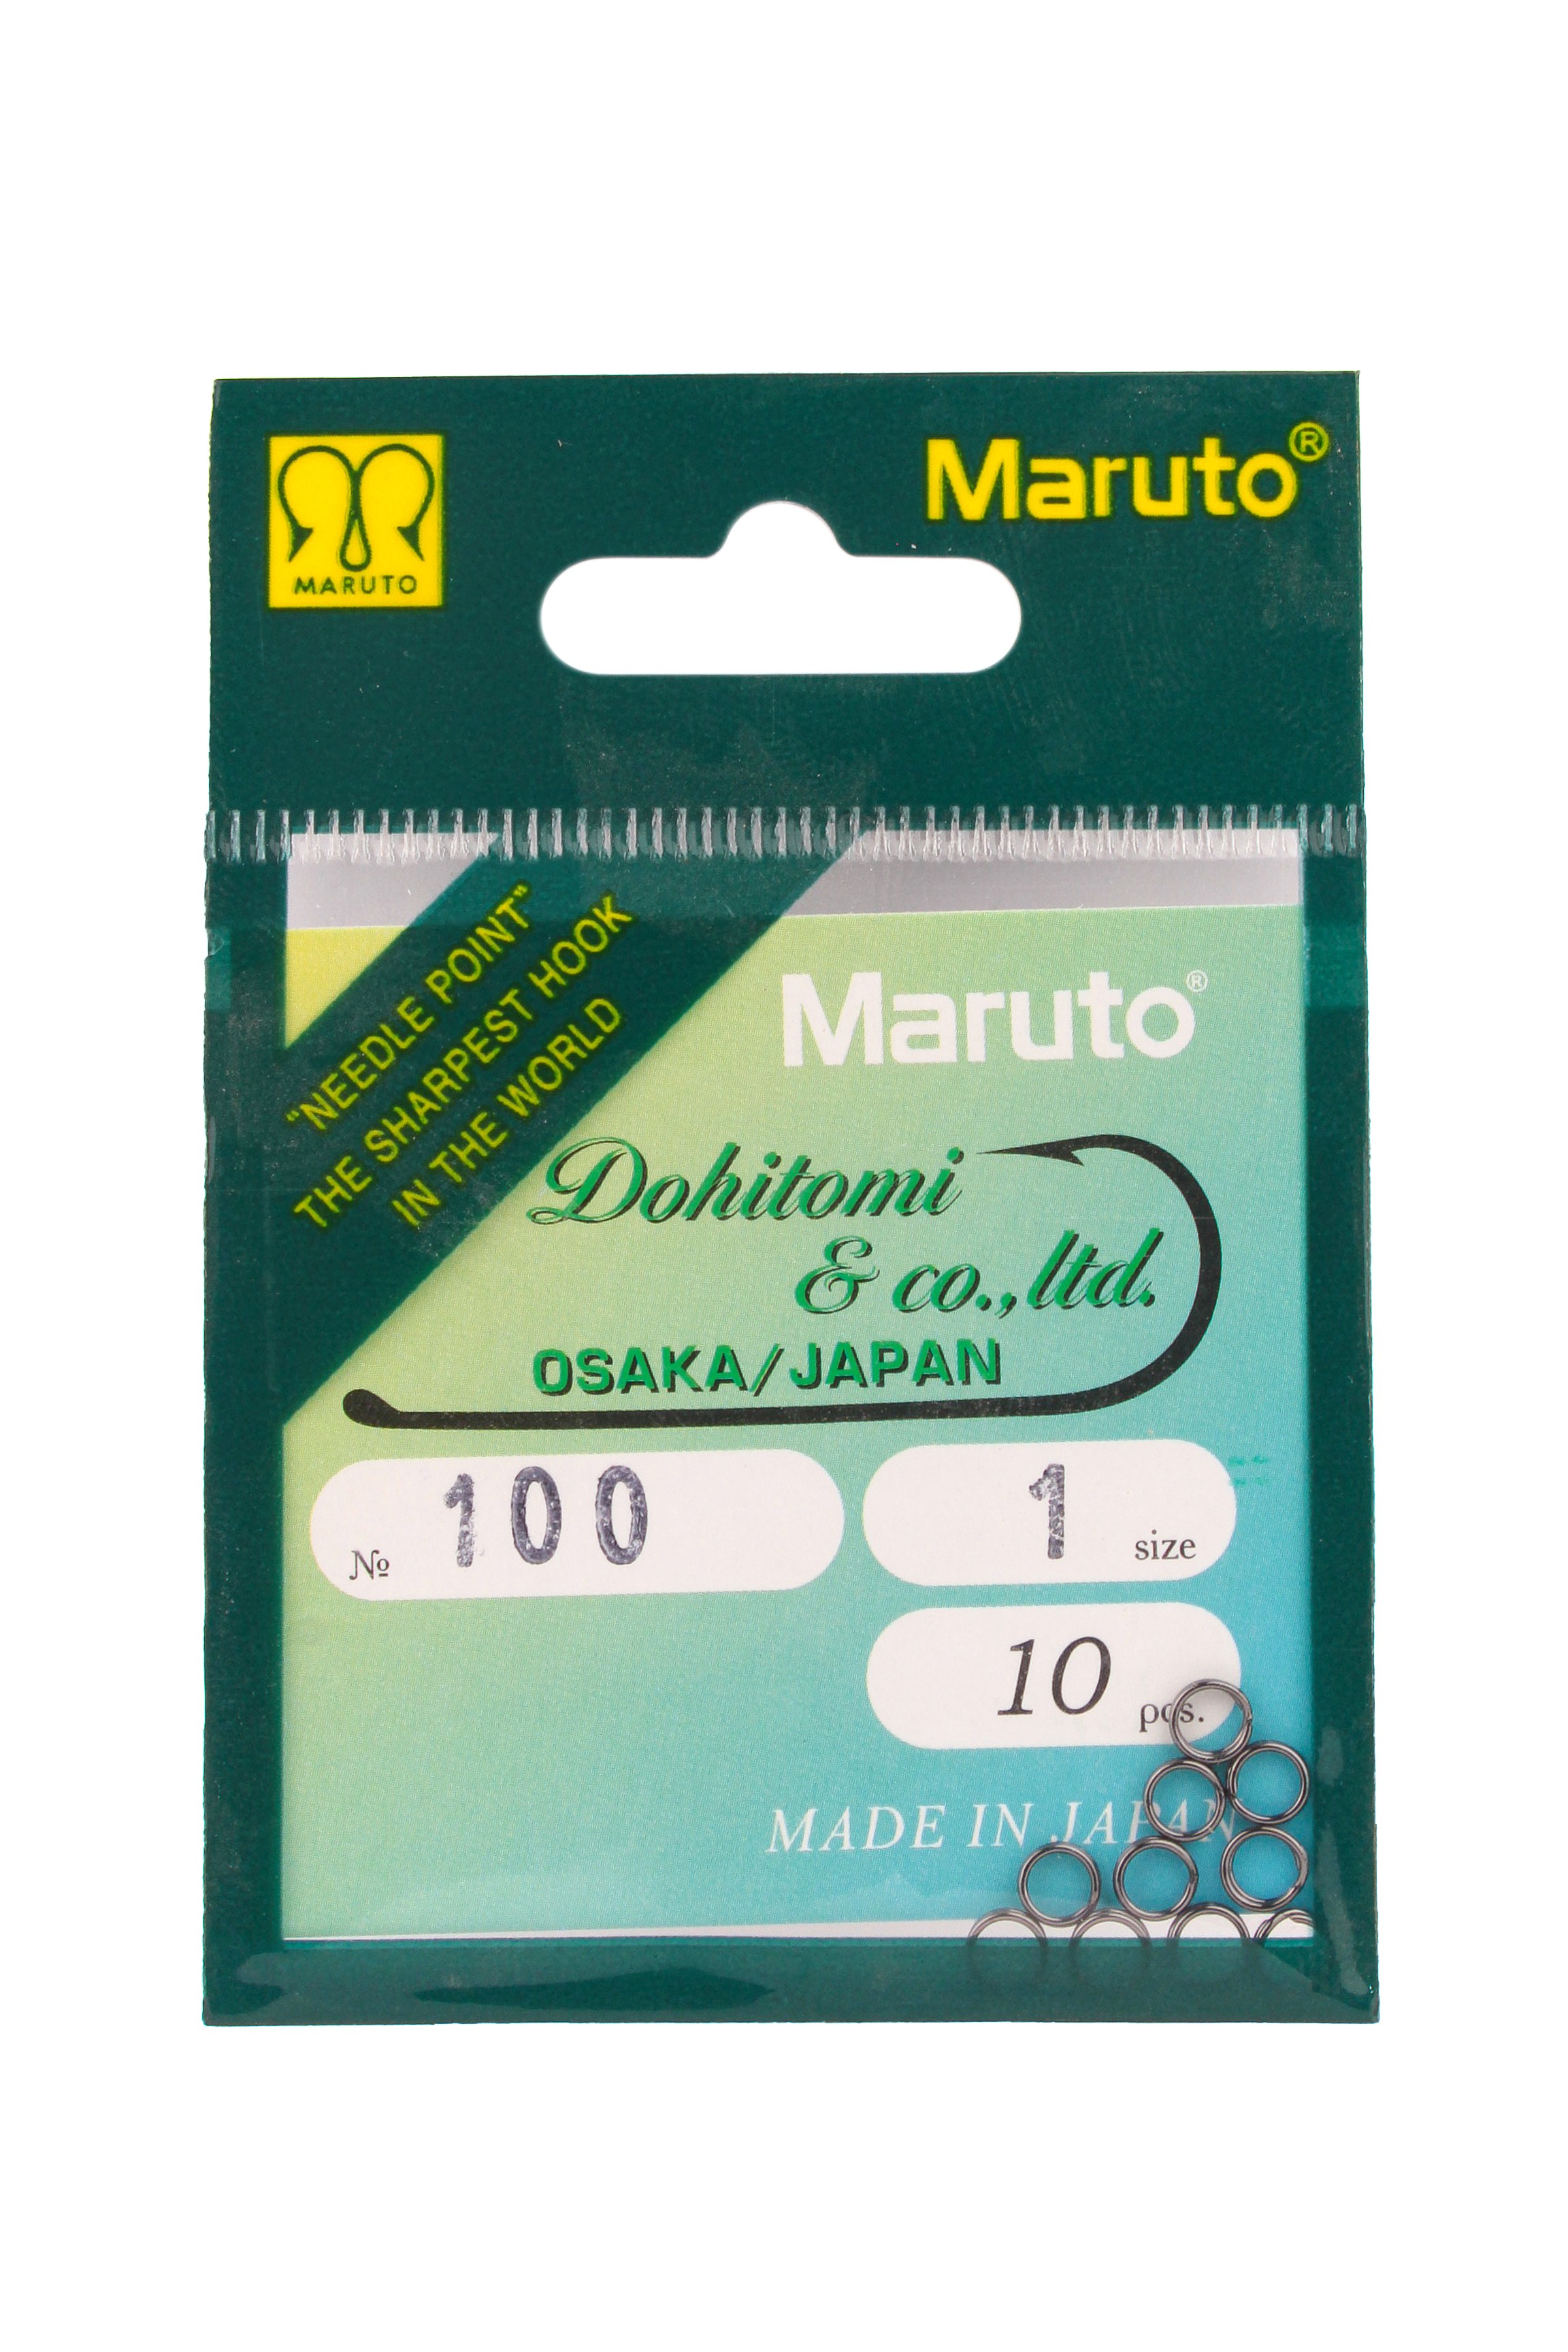 MARUTO
Maruto®
"NEEDLE POINT"
THE SHARPEST HOOK
IN THE WORLD
Maruto®
Dohitomi
& co.,ltd.
OSAKA/JAPAN
№ 100
1 size
10 pcs.
MADE IN JAPAN